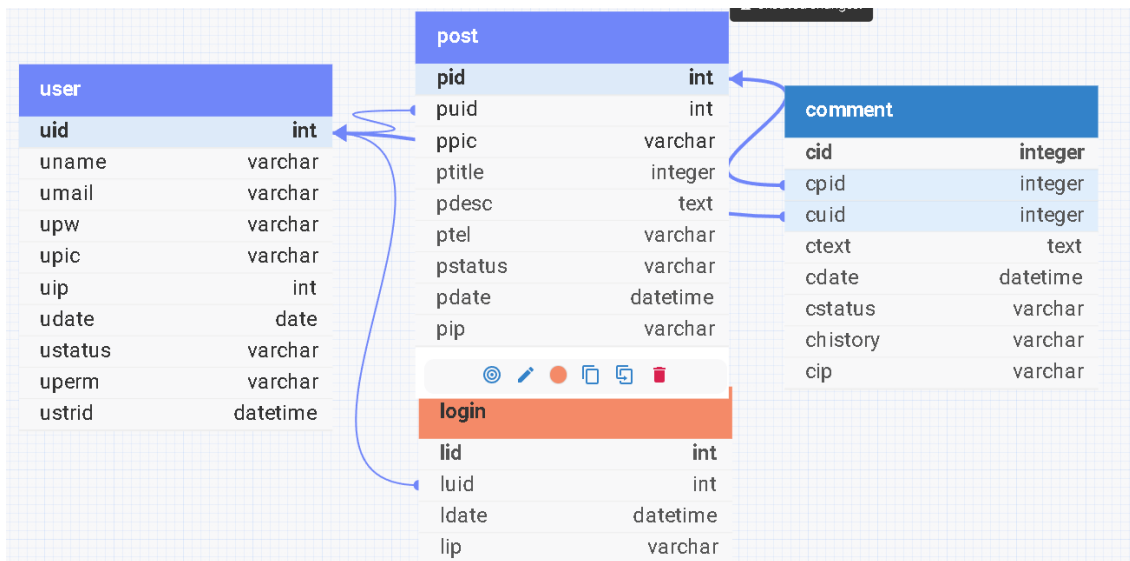 user
uid int
uname varchar
umail varchar
upw varchar
upic varchar
uip int
udate date
ustatus varchar
uperm varchar
ustrid datetime
post
pid int
puid int
ppic varchar
ptitle integer
pdesc text
ptel varchar
pstatus varchar
pdate datetime
pip varchar
login
lid int
luid int
ldate datetime
lip varchar
comment
cid integer
cpid integer
cuid integer
ctext text
cdate datetime
cstatus varchar
chistory varchar
cip varchar